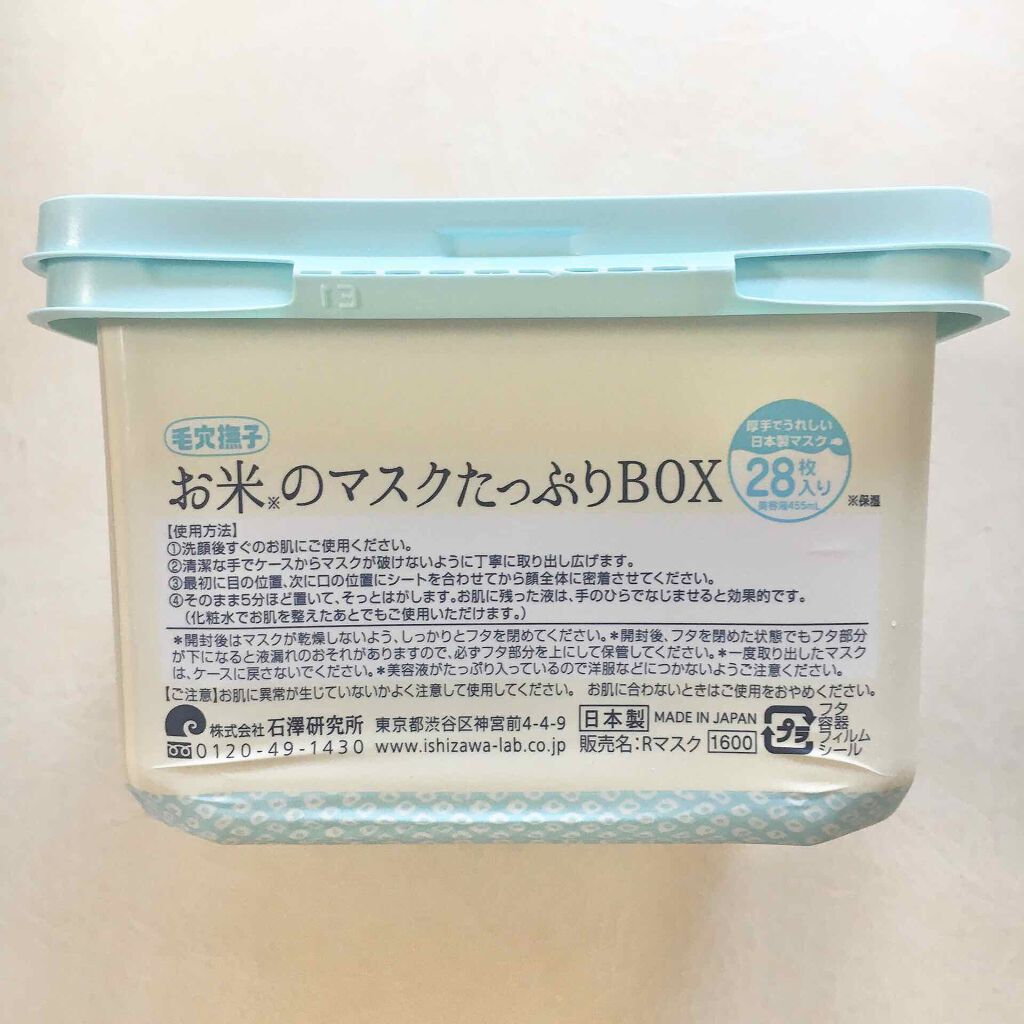 13
毛穴撫子
お米※のマスクたっぷりBOX
厚手でうれしい
日本製マスク
28枚入り
美容液455mL
※保湿
【使用方法】
①洗顔後すぐのお肌にご使用ください。
②清潔な手でケースからマスクが破けないように丁寧に取り出し広げます。
③最初に目の位置、次に口の位置にシートを合わせてから顔全体に密着させてください。
④そのまま5分ほど置いて、そっとはがします。お肌に残った液は、手のひらでなじませると効果的です。
(化粧水でお肌を整えたあとでもご使用いただけます。)
＊開封後はマスクが乾燥しないよう、しっかりとフタを閉めてください。＊開封後、フタを閉めた状態でもフタ部分
が下になると液漏れのおそれがありますので、必ずフタ部分を上にして保管してください。＊一度取り出したマスク
は、ケースに戻さないでください。＊美容液がたっぷり入っているので洋服などにつかないようご注意ください。
【ご注意】お肌に異常が生じていないかよく注意して使用してください。 お肌に合わないときはご使用をおやめください。
株式会社 石澤研究所 東京都渋谷区神宮前4-4-9
0120-49-1430 www.ishizawa-lab.co.jp
日本製 MADE IN JAPAN
販売名:Rマスク 1600
プラ
フタ
容器
フィルム
シール